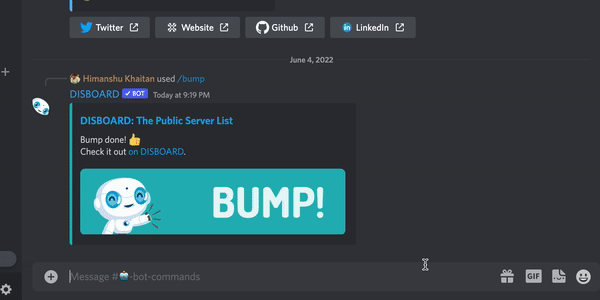 Twitter Website Github LinkedIn
June 4, 2022
Himanshu Khaitan used /bump
DISBOARD ✓ BOT Today at 9:19 PM
DISBOARD: The Public Server List
Bump done! 👍
Check it out on DISBOARD.
BUMP!
Message #🤖-bot-commands
GIF